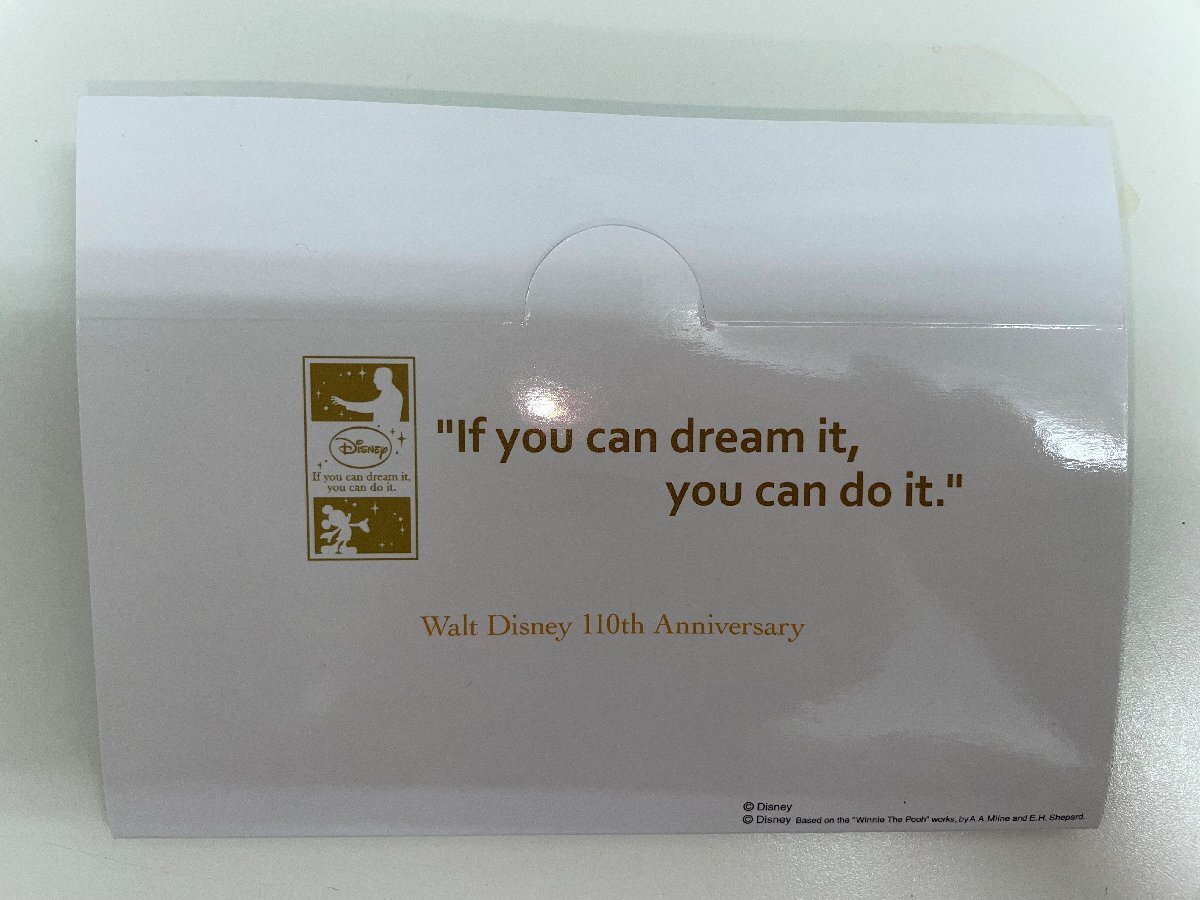 Disney
If you can dream it,
you can do it.
"If you can dream it,
you can do it."
Walt Disney 110th Anniversary
© Disney
© Disney Based on the "Winnie The Pooh" works, by A.A. Milne and E.H. Shepard.